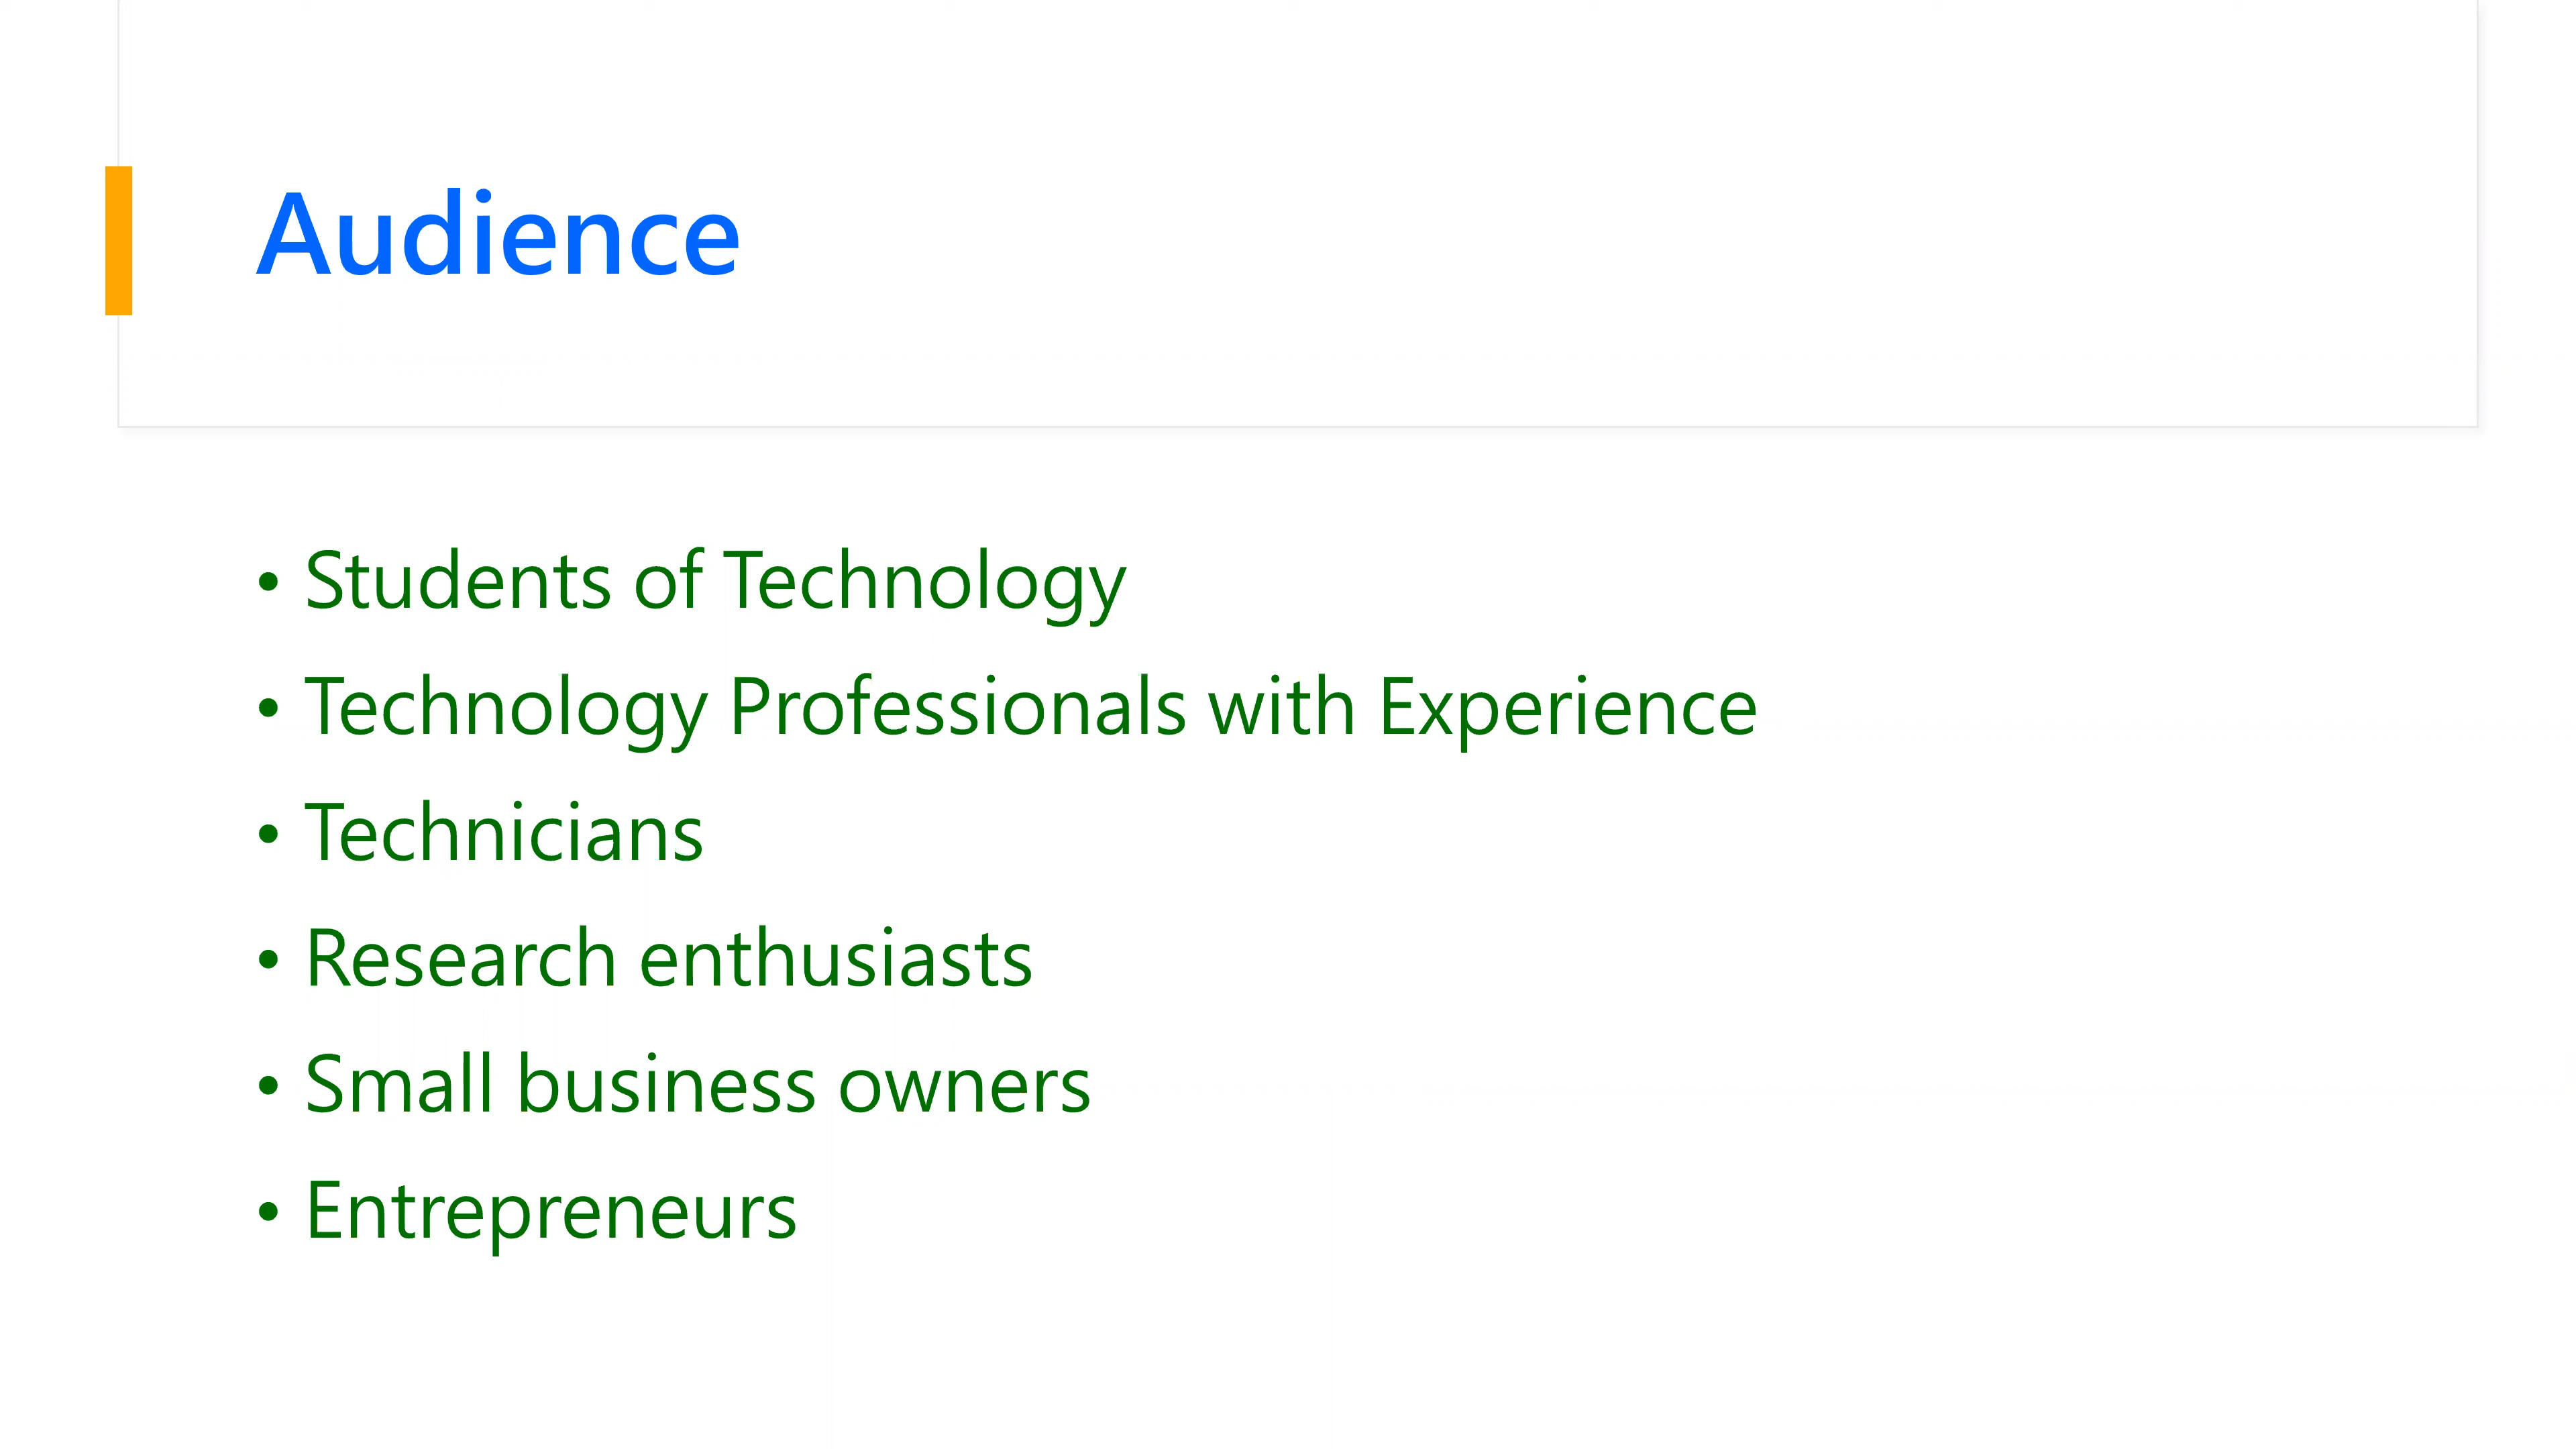 Audience
• Students of Technology
• Technology Professionals with Experience
• Technicians
• Research enthusiasts
• Small business owners
• Entrepreneurs